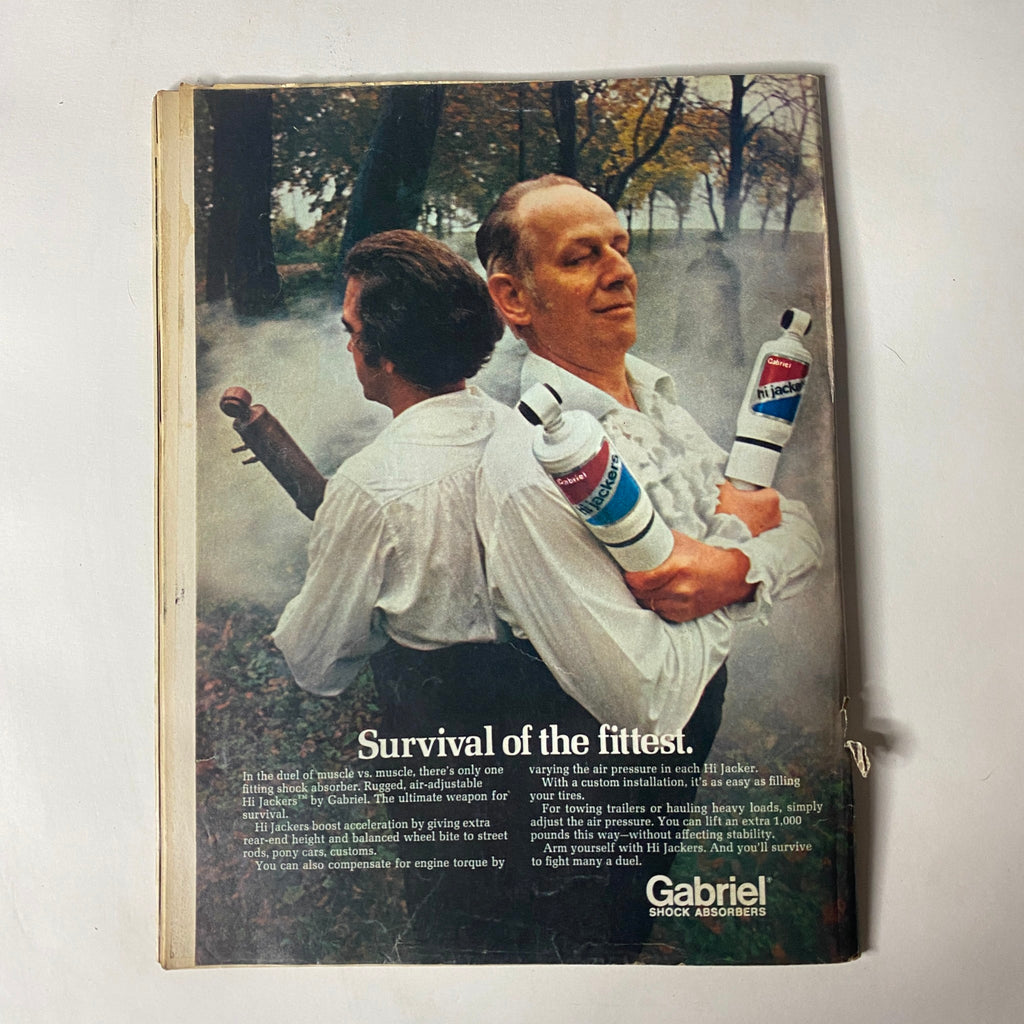 Gabriel
hi jackers
Gabriel
hi jacke
Survival of the fittest.
In the duel of muscle vs. muscle, there's only one
fitting shock absorber. Rugged, air-adjustable
Hi Jackers™ by Gabriel. The ultimate weapon for
survival.
Hi Jackers boost acceleration by giving extra
rear-end height and balanced wheel bite to street
rods, pony cars, customs.
You can also compensate for engine torque by
varying the air pressure in each Hi Jacker.
With a custom installation, it's as easy as filling
your tires.
For towing trailers or hauling heavy loads, simply
adjust the air pressure. You can lift an extra 1,000
pounds this way—without affecting stability.
Arm yourself with Hi Jackers. And you'll survive
to fight many a duel.
Gabriel®
SHOCK ABSORBERS